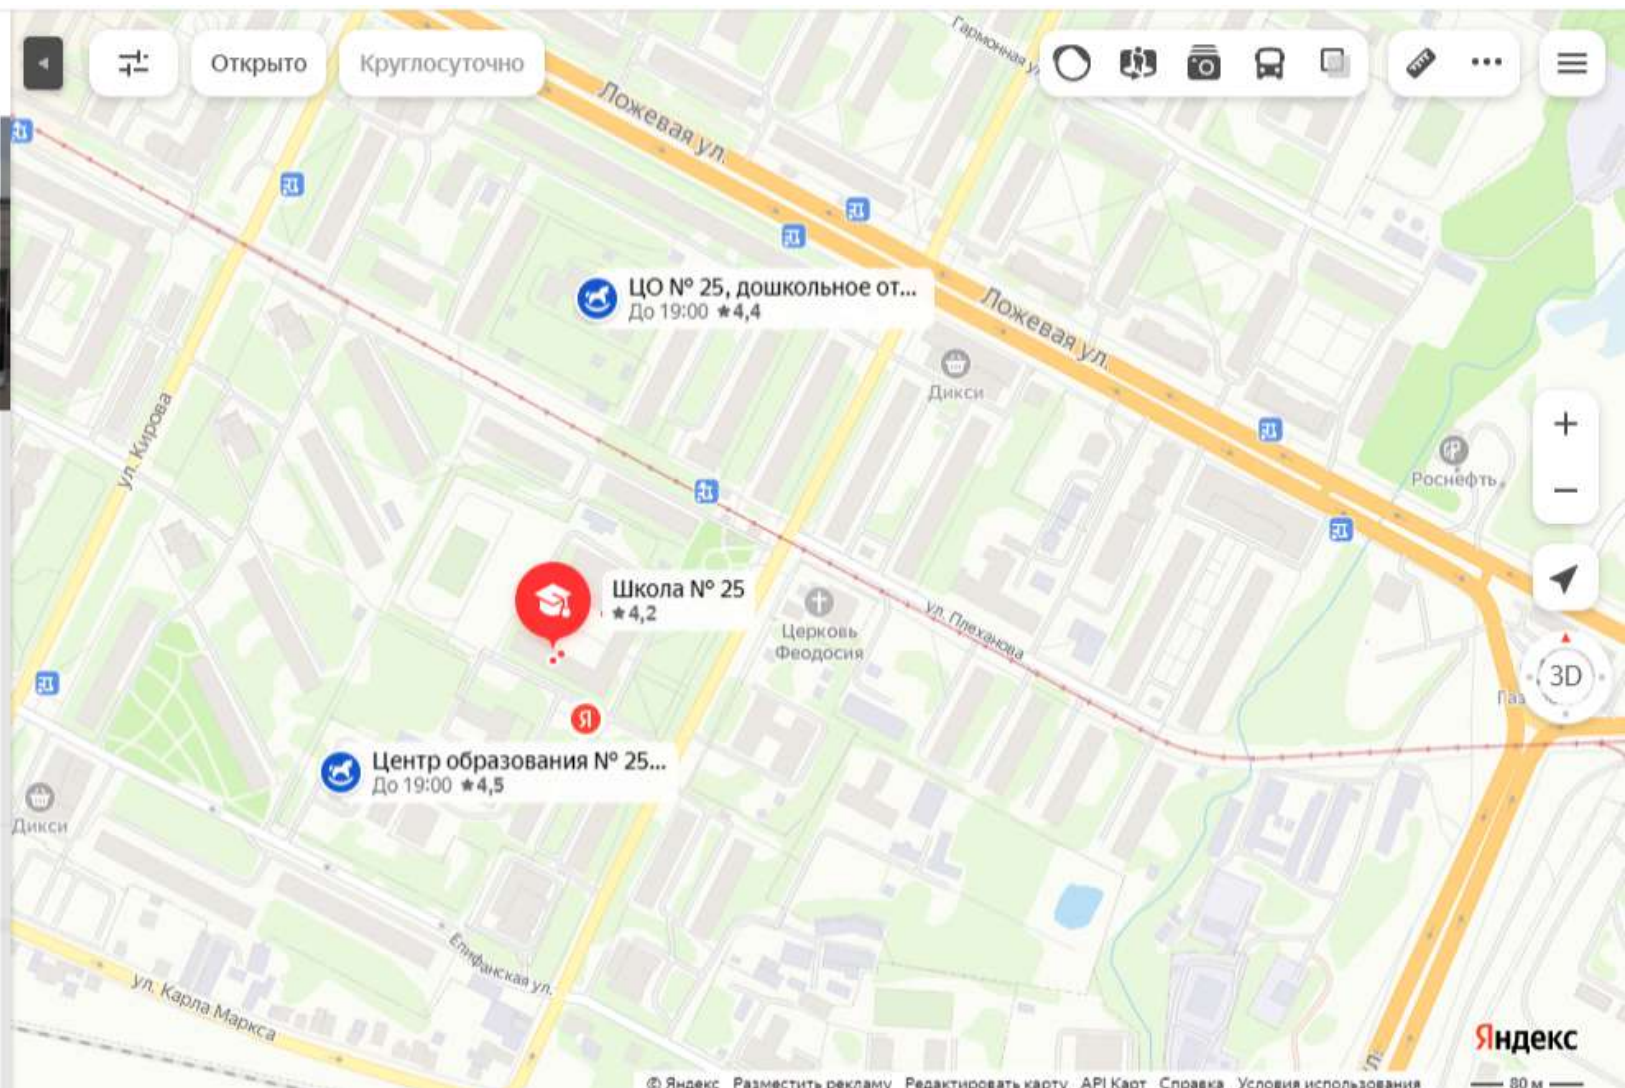 Гармонная
Открыто
Круглосуточно
Ложевая ул.
ЦО № 25, дошкольное от...
До 19:00 ★4,4
Ложевая ул.
Дикси
ул. Кирова
Роснефть
Школа № 25
★4,2
Церковь
Феодосия
ул. Плеханова
3D
Я
Центр образования № 25...
До 19:00 ★4,5
Дикси
Епифанская ул.
ул. Карла Маркса
Яндекс
© Яндекс Разместить рекламу Редактировать карту API Карт Справка Условия использования
80 м